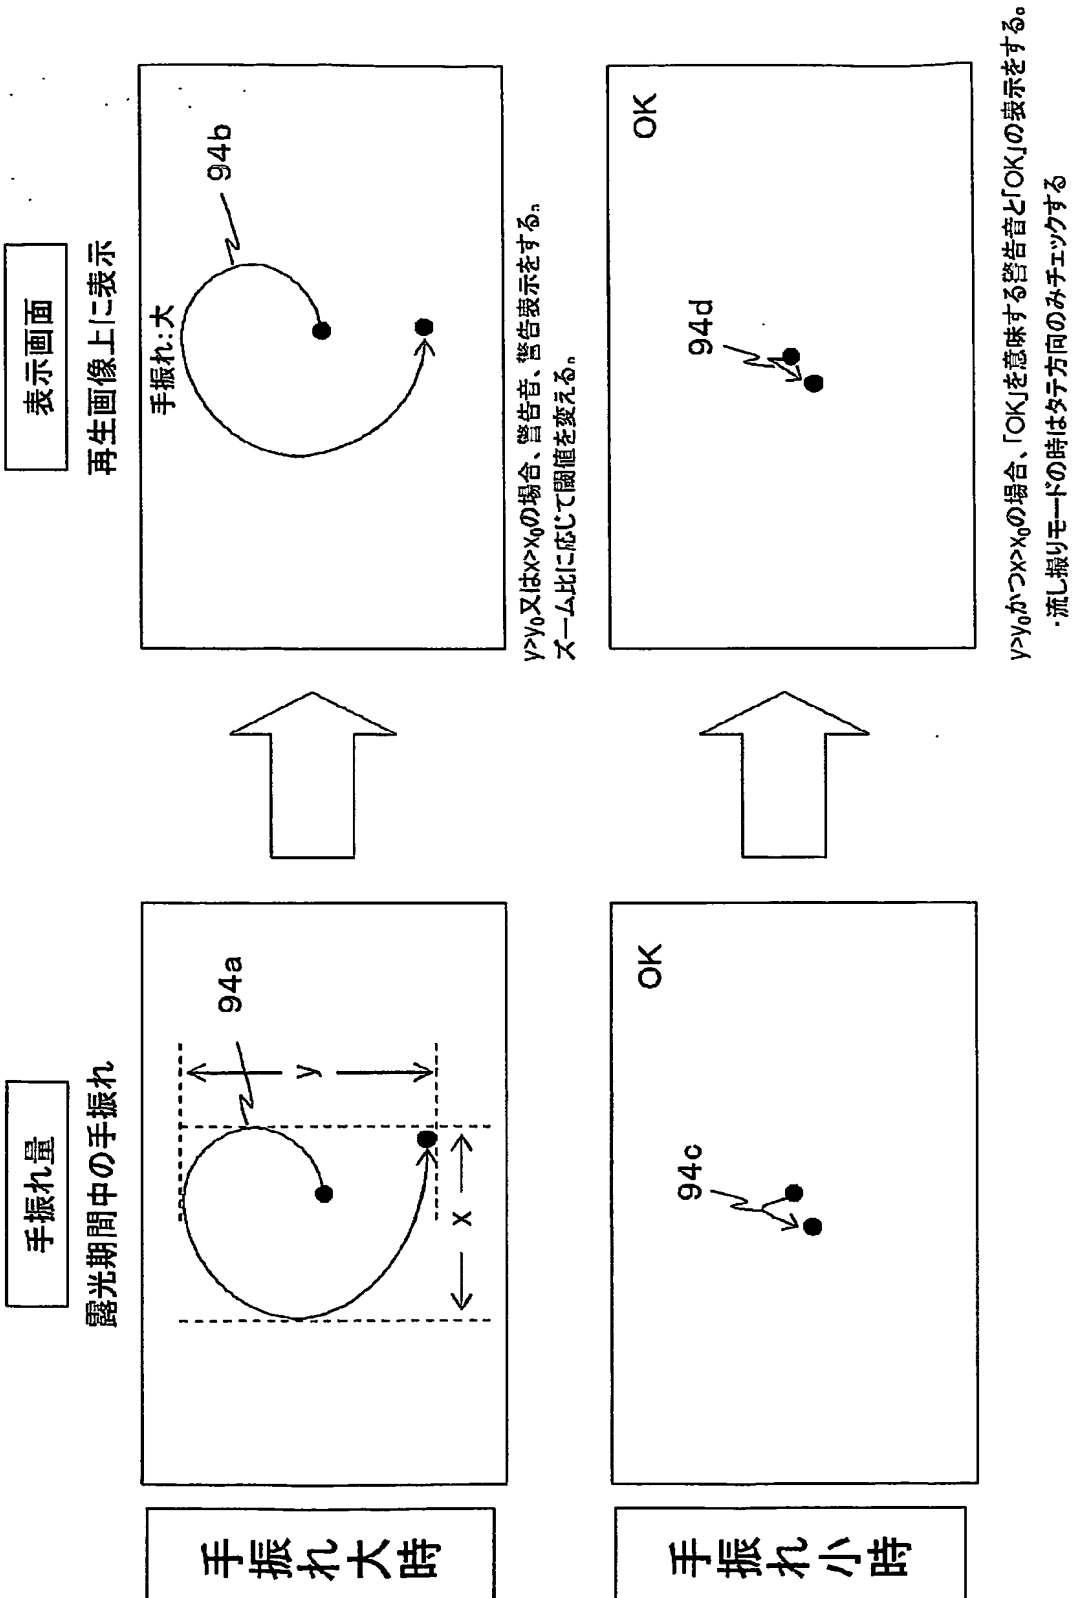 手振れ量
表示画面
露光期間中の手振れ
再生画像上に表示
手振れ大時
94a
y
x
手振れ:大
94b
y>y₀又はx>x₀の場合、警告音、警告表示をする。
ズーム比に応じて閾値を変える。
手振れ小時
OK
94c
OK
94d
y>y₀かつx>x₀の場合、「OK」を意味する警告音と「OK」の表示をする。
・流し撮りモードの時はタテ方向のみチェックする